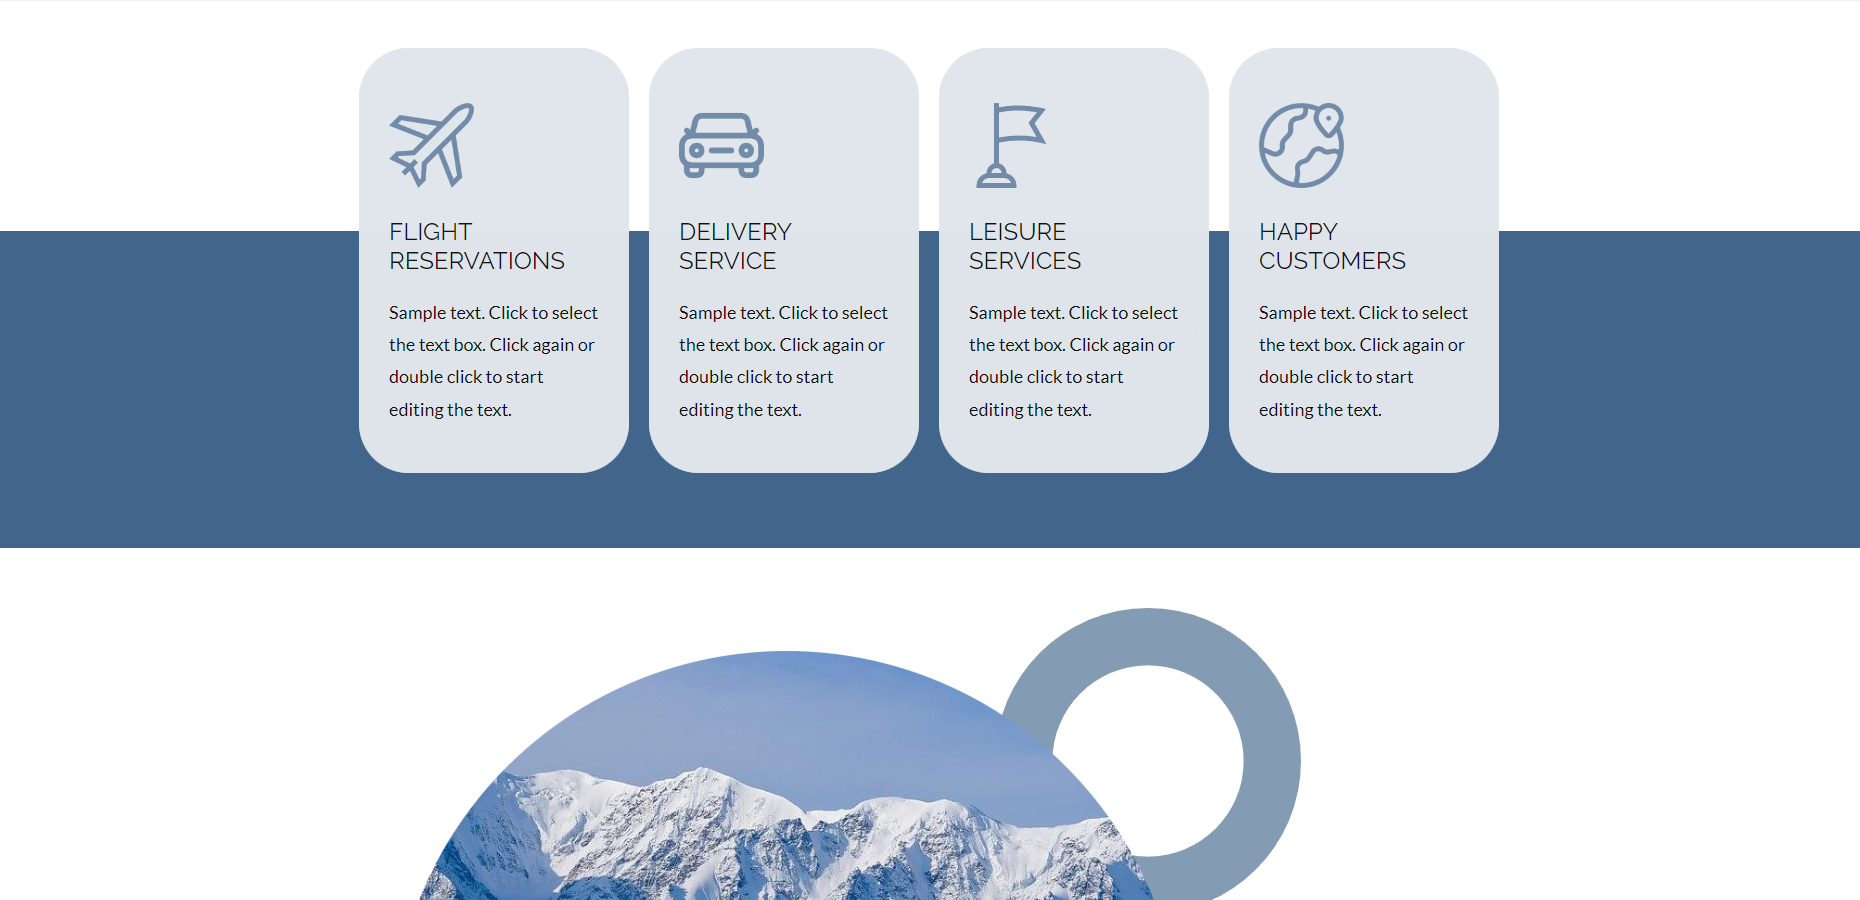 FLIGHT
RESERVATIONS
Sample text. Click to select
the text box. Click again or
double click to start
editing the text.
DELIVERY
SERVICE
Sample text. Click to select
the text box. Click again or
double click to start
editing the text.
LEISURE
SERVICES
Sample text. Click to select
the text box. Click again or
double click to start
editing the text.
HAPPY
CUSTOMERS
Sample text. Click to select
the text box. Click again or
double click to start
editing the text.